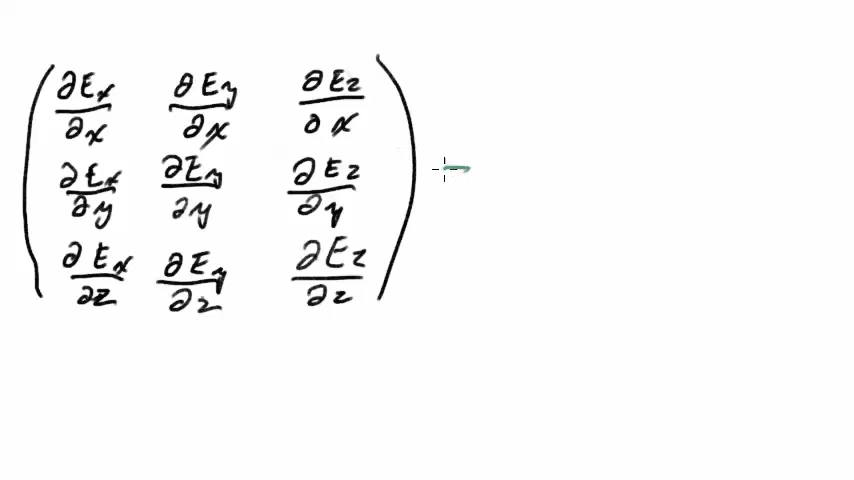 ∂Ex/∂x ∂Ey/∂x ∂Ez/∂x
∂Ex/∂y ∂Ey/∂y ∂Ez/∂y
∂Ex/∂z ∂Ey/∂z ∂Ez/∂z